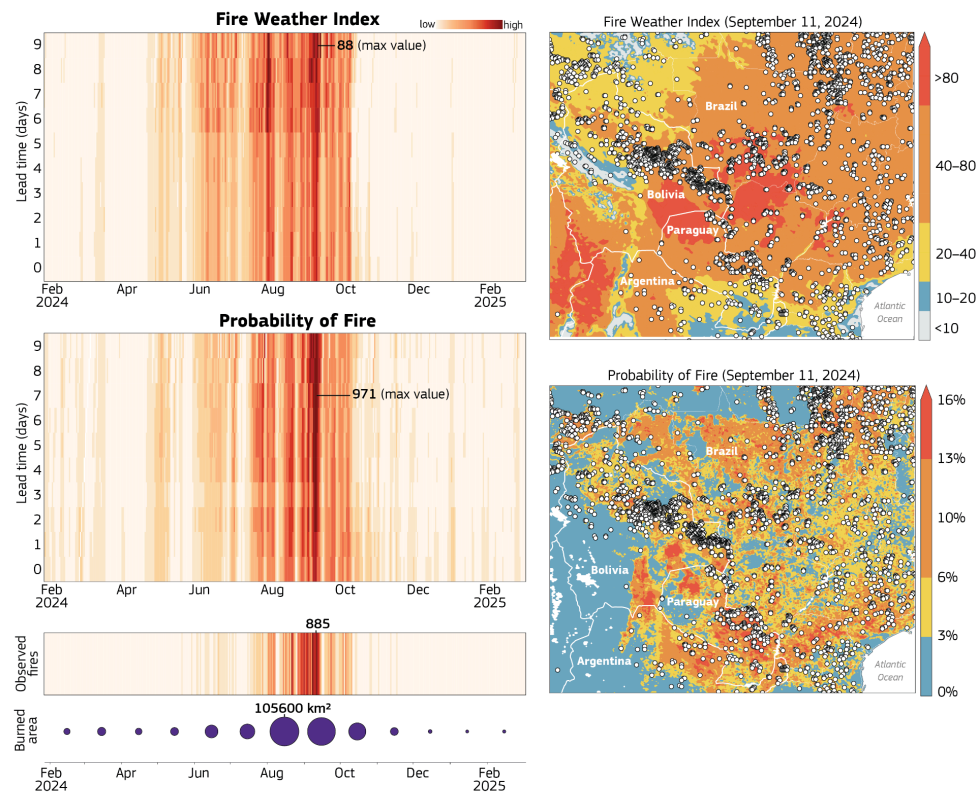 Fire Weather Index
low
high
9
8
7
6
5
4
3
2
1
0
Lead time (days)
88 (max value)
Feb
2024
Apr
Jun
Aug
Oct
Dec
Feb
2025
Probability of Fire
9
8
7
6
5
4
3
2
1
0
Lead time (days)
971 (max value)
Feb
2024
Apr
Jun
Aug
Oct
Dec
Feb
2025
Observed
fires
885
Burned
area
105600 km²
Feb
2024
Apr
Jun
Aug
Oct
Dec
Feb
2025
Fire Weather Index (September 11, 2024)
Brazil
Bolivia
Paraguay
Argentina
Atlantic
Ocean
>80
40–80
20–40
10–20
<10
Probability of Fire (September 11, 2024)
Brazil
Bolivia
Paraguay
Argentina
Atlantic
Ocean
16%
13%
10%
6%
3%
0%